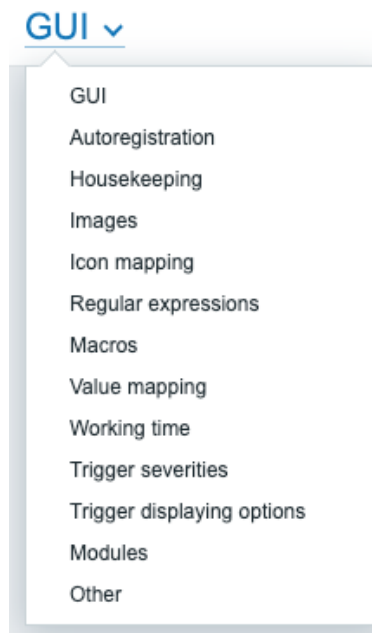 GUI
GUI
Autoregistration
Housekeeping
Images
Icon mapping
Regular expressions
Macros
Value mapping
Working time
Trigger severities
Trigger displaying options
Modules
Other